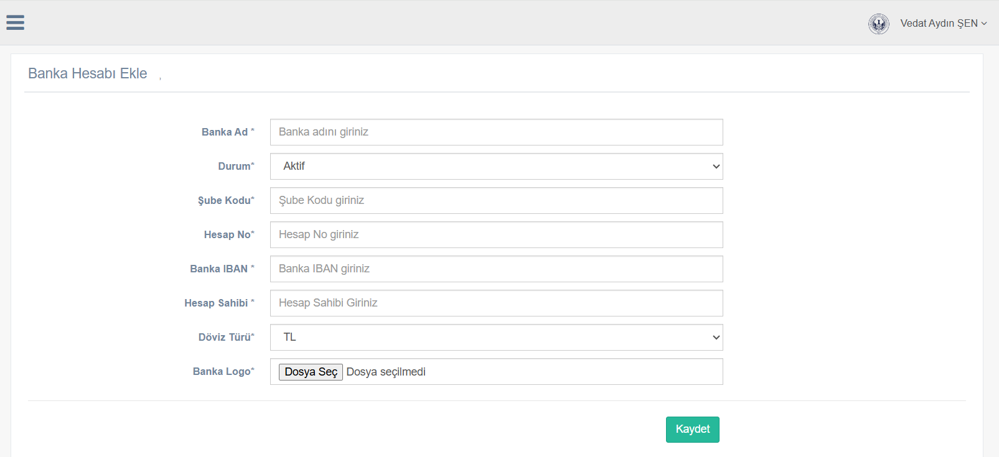 Vedat Aydın ŞEN
Banka Hesabı Ekle ,
Banka Ad * Banka adını giriniz
Durum* Aktif
Şube Kodu* Şube Kodu giriniz
Hesap No* Hesap No giriniz
Banka IBAN * Banka IBAN giriniz
Hesap Sahibi * Hesap Sahibi Giriniz
Döviz Türü* TL
Banka Logo* Dosya Seç Dosya seçilmedi
Kaydet